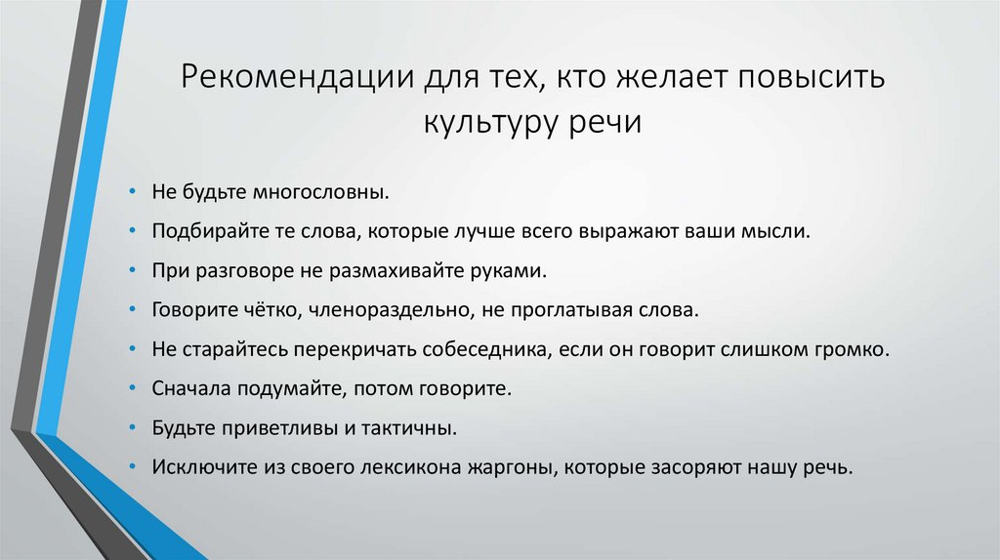 Рекомендации для тех, кто желает повысить
культуру речи
• Не будьте многословны.
• Подбирайте те слова, которые лучше всего выражают ваши мысли.
• При разговоре не размахивайте руками.
• Говорите чётко, членораздельно, не проглатывая слова.
• Не старайтесь перекричать собеседника, если он говорит слишком громко.
• Сначала подумайте, потом говорите.
• Будьте приветливы и тактичны.
• Исключите из своего лексикона жаргоны, которые засоряют нашу речь.